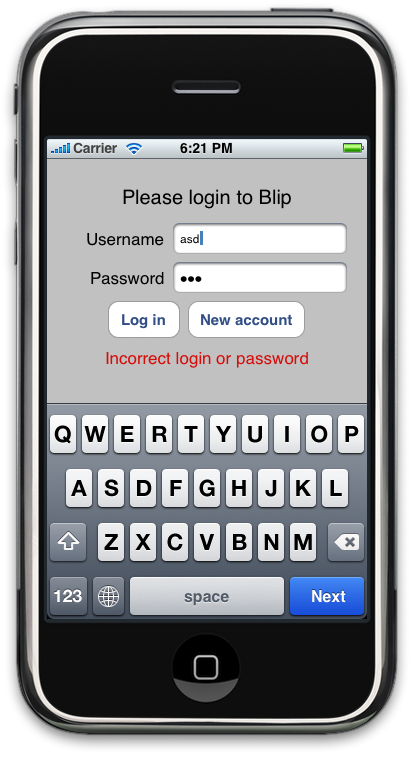 Carrier 6:21 PM
Please login to Blip
Username asd
Password •••
Log in New account
Incorrect login or password
Q W E R T Y U I O P
A S D F G H J K L
Z X C V B N M
123 space Next